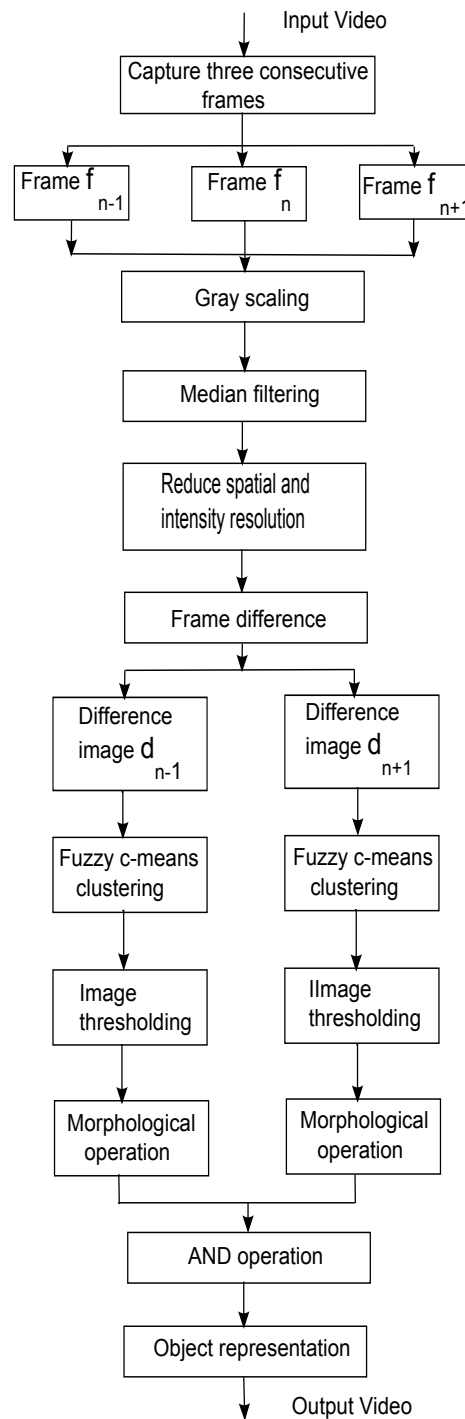 Input Video
Capture three consecutive
frames
Frame f n-1
Frame f n
Frame f n+1
Gray scaling
Median filtering
Reduce spatial and
intensity resolution
Frame difference
Difference
image d n-1
Difference
image d n+1
Fuzzy c-means
clustering
Fuzzy c-means
clustering
Image
thresholding
IImage
thresholding
Morphological
operation
Morphological
operation
AND operation
Object representation
Output Video